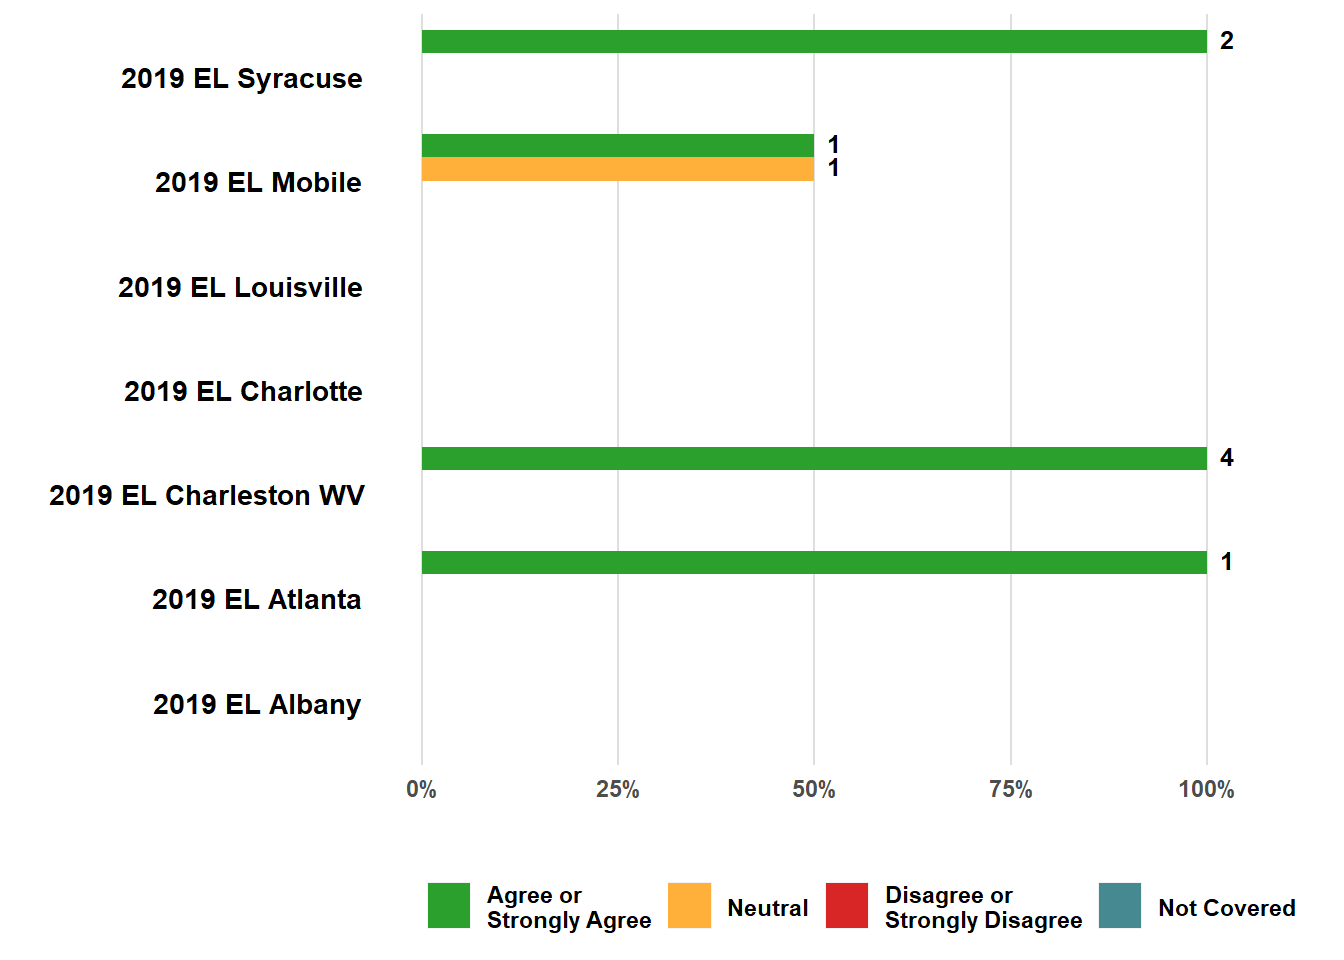 2019 EL Syracuse
2
2019 EL Mobile
1
1
2019 EL Louisville
2019 EL Charlotte
2019 EL Charleston WV
4
2019 EL Atlanta
1
2019 EL Albany
0%
25%
50%
75%
100%
Agree or
Strongly Agree
Neutral
Disagree or
Strongly Disagree
Not Covered